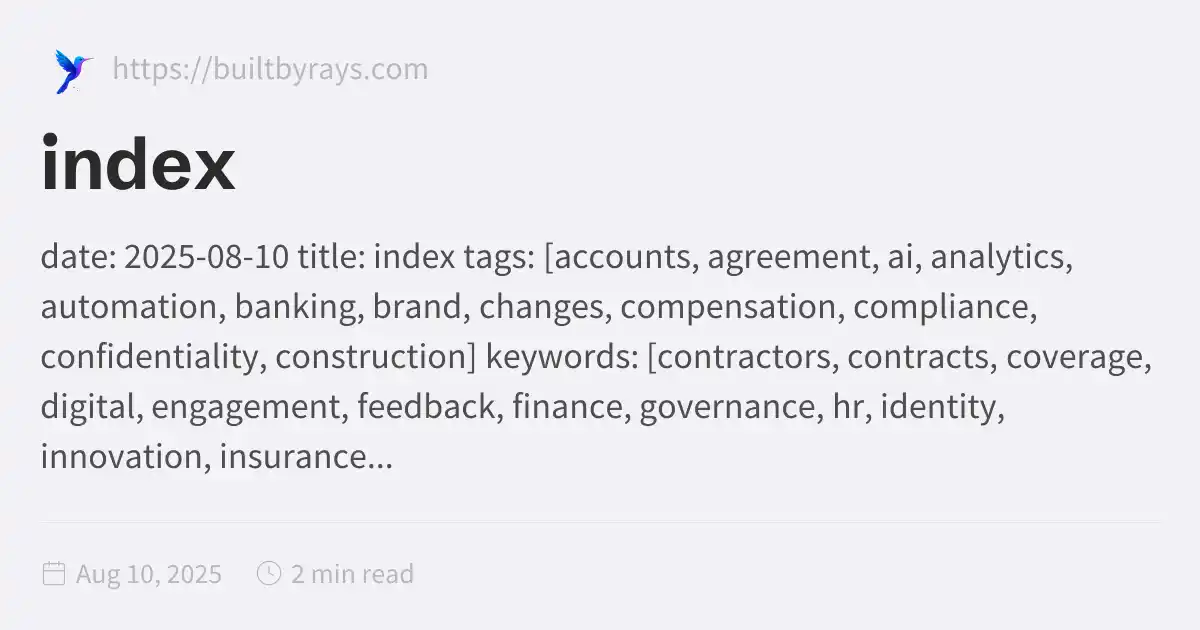 https://builtbyrays.com
index
date: 2025-08-10 title: index tags: [accounts, agreement, ai, analytics,
automation, banking, brand, changes, compensation, compliance,
confidentiality, construction] keywords: [contractors, contracts, coverage,
digital, engagement, feedback, finance, governance, hr, identity,
innovation, insurance...
Aug 10, 2025 2 min read